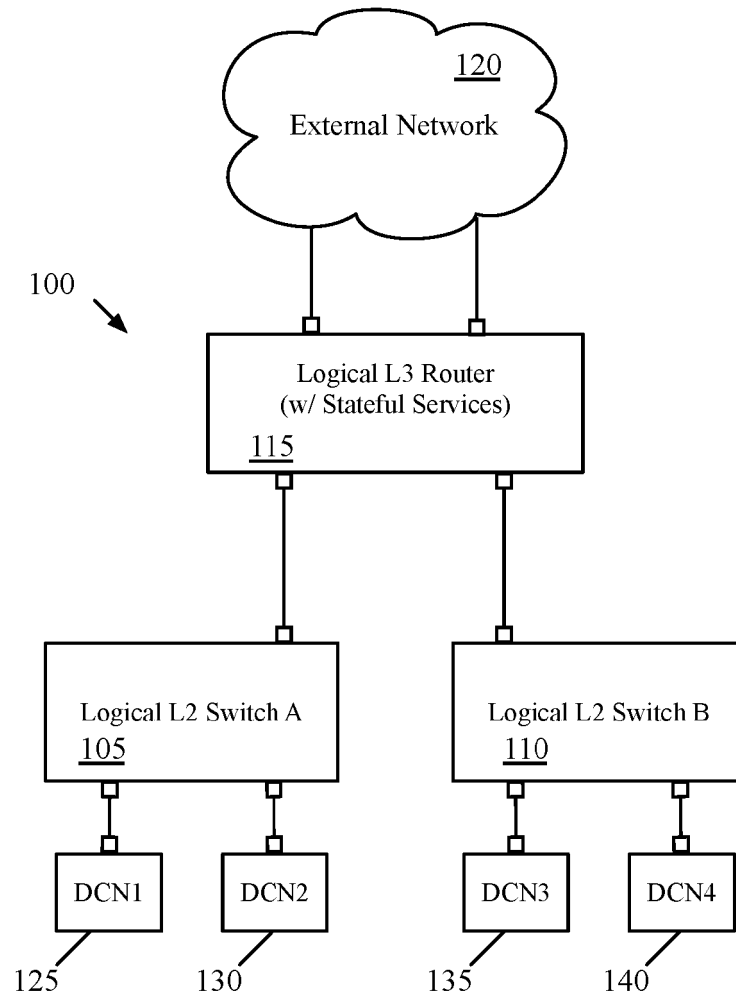 120
External Network
100
Logical L3 Router
(w/ Stateful Services)
115
Logical L2 Switch A
105
Logical L2 Switch B
110
DCN1
DCN2
DCN3
DCN4
125
130
135
140